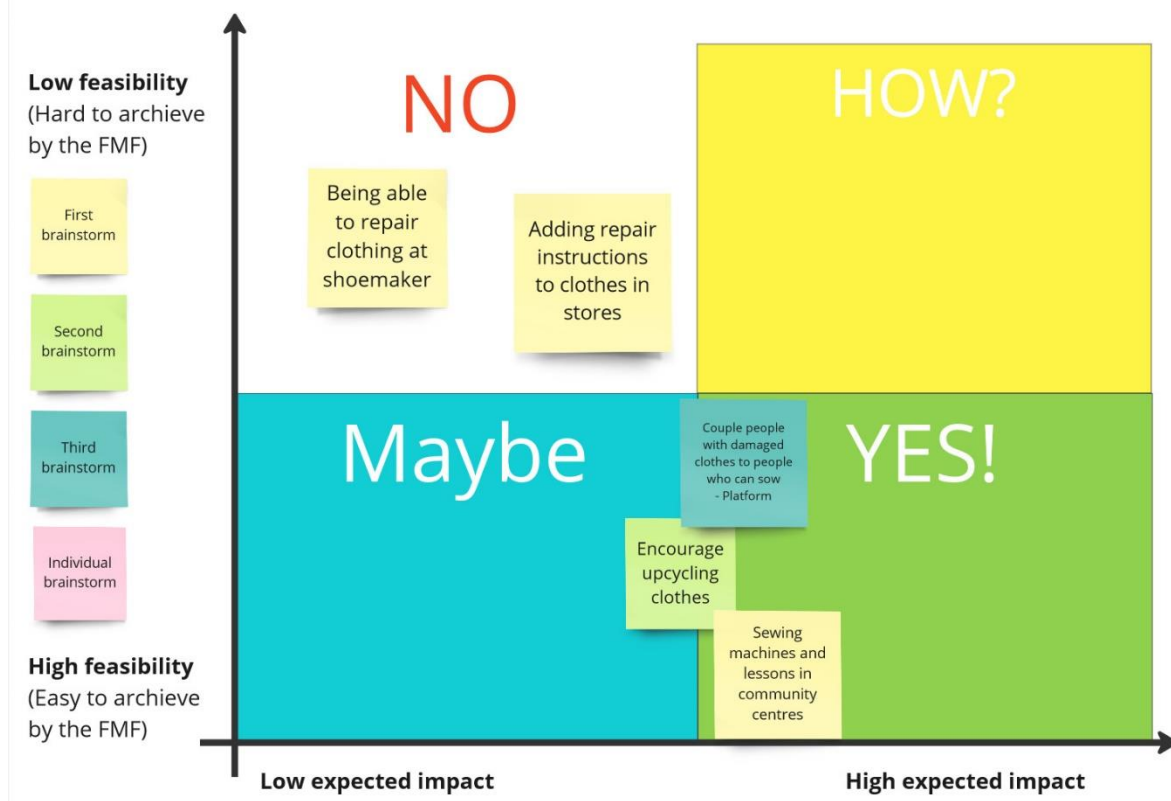 Low feasibility
(Hard to archieve
by the FMF)
First
brainstorm
Second
brainstorm
Third
brainstorm
Individual
brainstorm
High feasibility
(Easy to archieve
by the FMF)
NO
HOW?
Being able
to repair
clothing at
shoemaker
Adding repair
instructions
to clothes in
stores
Maybe
YES!
Couple people
with damaged
clothes to people
who can sow
- Platform
Encourage
upcycling
clothes
Sewing
machines and
lessons in
community
centres
Low expected impact
High expected impact